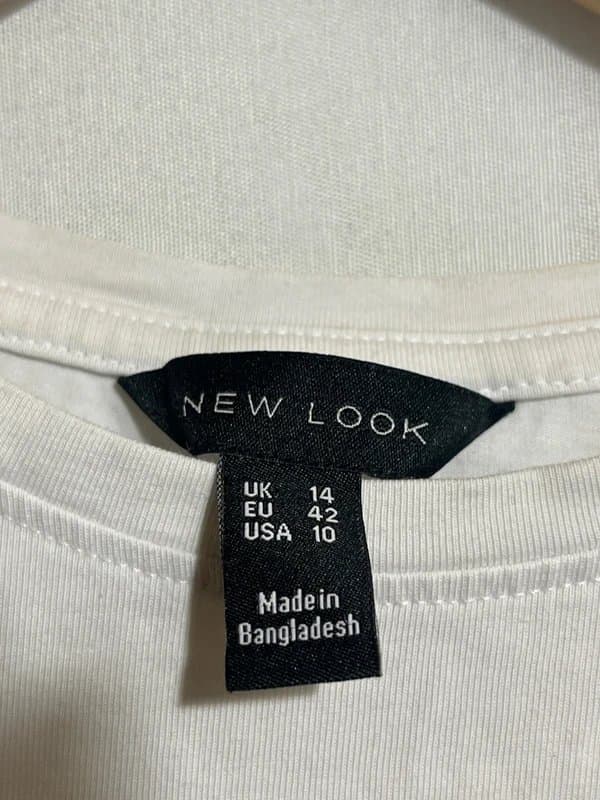 NEW LOOK
UK 14
EU 42
USA 10
Made in
Bangladesh